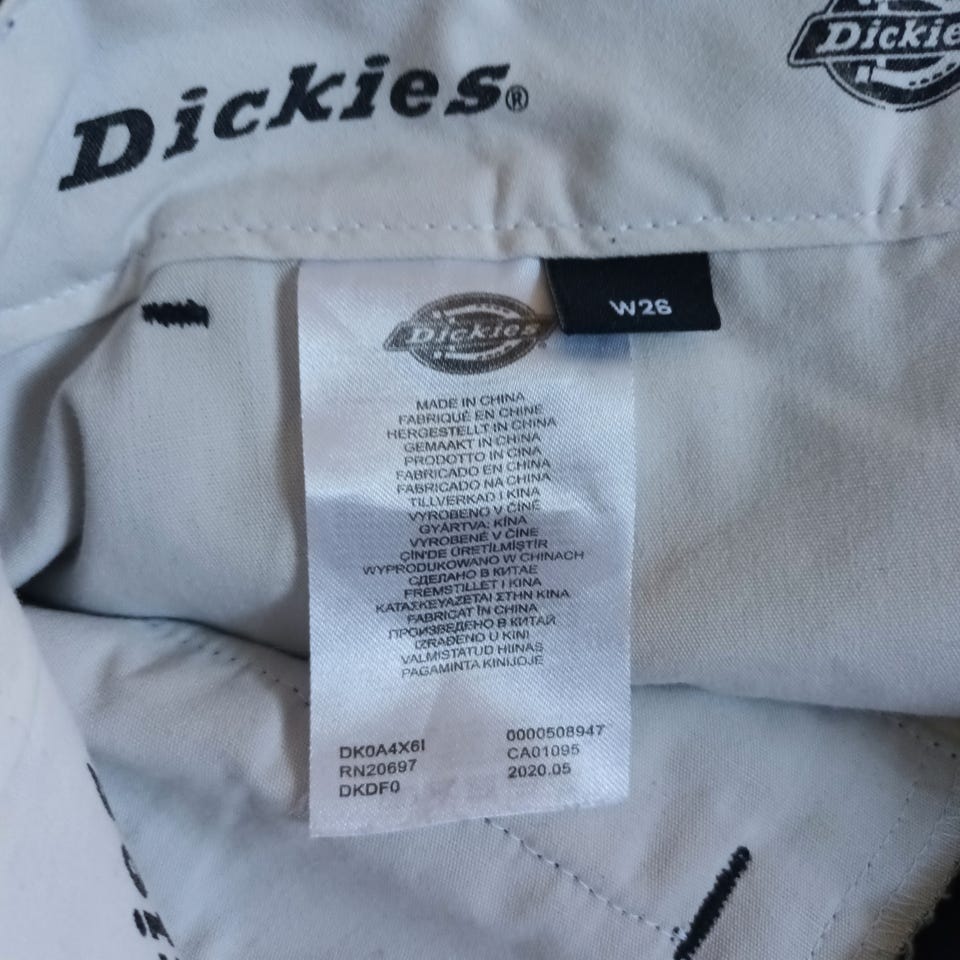 Dickies®
Dickie
W26
Dickies
MADE IN CHINA
FABRIQUÉ EN CHINE
HERGESTELLT IN CHINA
GEMAAKT IN CHINA
PRODOTTO IN CINA
FABRICADO EN CHINA
FABRICADO NA CHINA
TILLVERKAD I KINA
VYROBENO V ČÍNĚ
GYÁRTVA: KÍNA
VYROBENÉ V ČÍNE
ÇİN'DE ÜRETİLMİŞTİR
WYPRODUKOWANO W CHINACH
СДЕЛАНО В КИТАЕ
FREMSTILLET I KINA
ΚΑΤΑΣΚΕΥΑΖΕΤΑΙ ΣΤΗΝ ΚΙΝΑ
FABRICAT ÎN CHINA
ПРОИЗВЕДЕНО В КИТАЙ
IZRAĐENO U KINI
VALMISTATUD HIINAS
PAGAMINTA KINIJOJE
DK0A4X6I 0000508947
RN20697 CA01095
DKDF0 2020.05